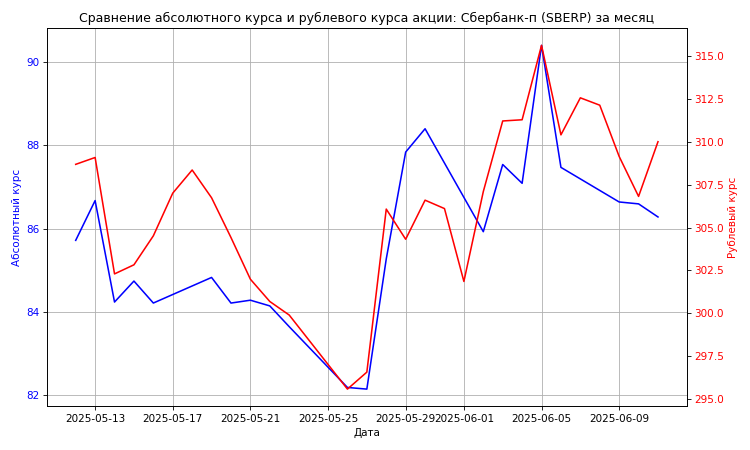 Сравнение абсолютного курса и рублевого курса акции: Сбербанк-п (SBERP) за месяц
Абсолютный курс
90
88
86
84
82
315.0
312.5
310.0
307.5
305.0
302.5
300.0
297.5
295.0
Рублевый курс
2025-05-13 2025-05-17 2025-05-21 2025-05-25 2025-05-29 2025-06-01 2025-06-05 2025-06-09
Дата